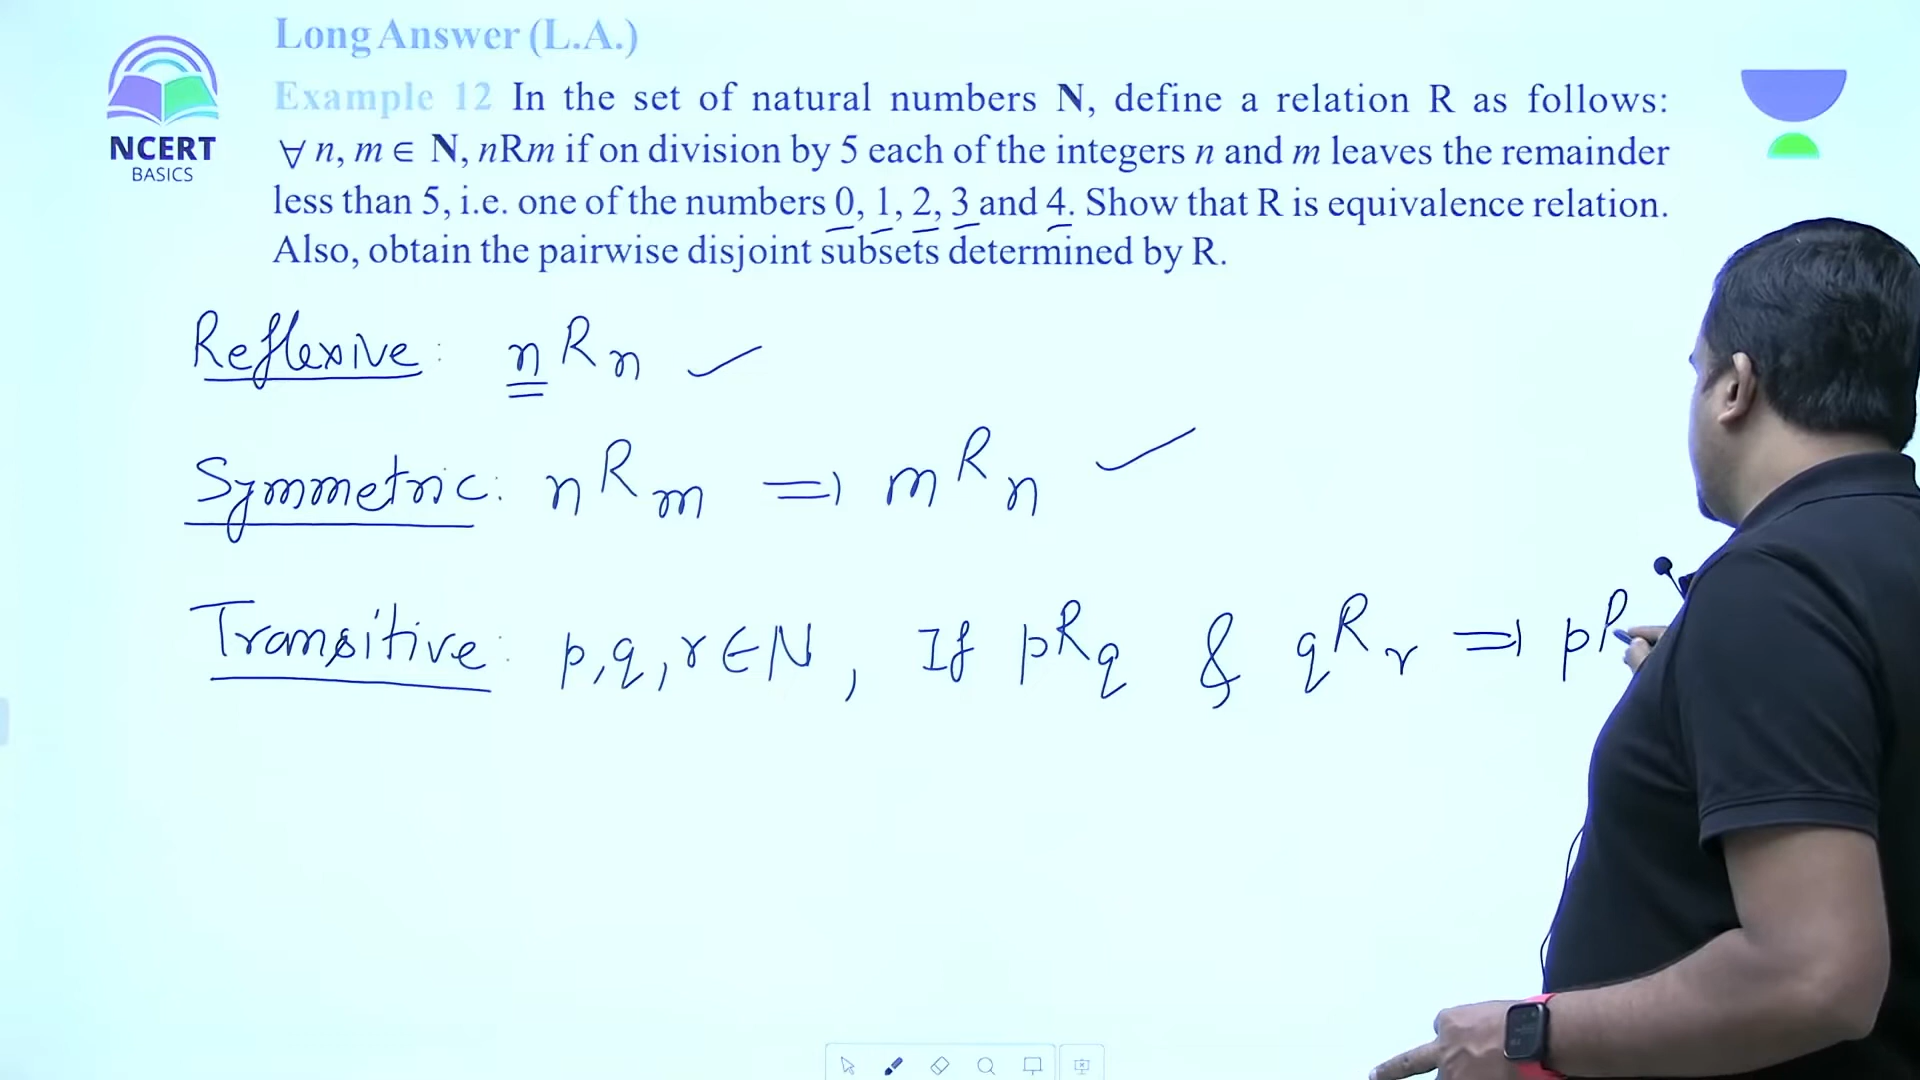 Long Answer (L.A.)
Example 12 In the set of natural numbers N, define a relation R as follows:
∀ n, m ∈ N, nRm if on division by 5 each of the integers n and m leaves the remainder
less than 5, i.e. one of the numbers 0, 1, 2, 3 and 4. Show that R is equivalence relation.
Also, obtain the pairwise disjoint subsets determined by R.
NCERT
BASICS
Reflexive: nRn ✓
Symmetric: nRm ⇒ mRn ✓
Transitive: p, q, r ∈ N, If pRq & qRr ⇒ pR